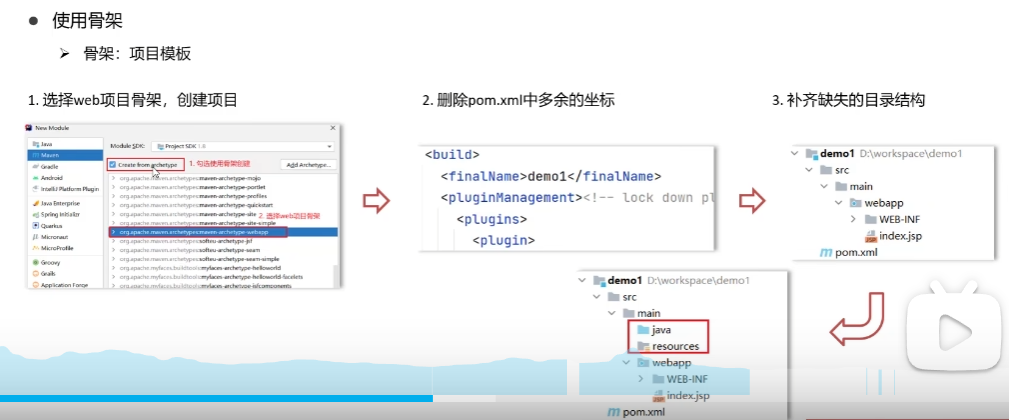 使用骨架
骨架：项目模板
1. 选择web项目骨架，创建项目
2. 删除pom.xml中多余的坐标
3. 补齐缺失的目录结构
New Module
Java
Maven
Gradle
Android
IntelliJ Platform Plugin
Java Enterprise
Spring Initializr
Quarkus
Micronaut
MicroProfile
Groovy
Grails
Application Forge
Module SDK: Project SDK 1.8
Create from archetype
1. 勾选使用骨架创建
Add Archetype...
org.apache.maven.archetypes:maven-archetype-mojo
org.apache.maven.archetypes:maven-archetype-portlet
org.apache.maven.archetypes:maven-archetype-profiles
org.apache.maven.archetypes:maven-archetype-quickstart
org.apache.maven.archetypes:maven-archetype-site
2. 选择web项目骨架
org.apache.maven.archetypes:maven-archetype-site-simple
org.apache.maven.archetypes:maven-archetype-webapp
org.apache.maven.archetypes:softeu-archetype-jsf
org.apache.maven.archetypes:softeu-archetype-seam
org.apache.maven.archetypes:softeu-archetype-seam-simple
org.apache.myfaces.buildtools:myfaces-archetype-helloworld
org.apache.myfaces.buildtools:myfaces-archetype-helloworld-facelets
org.apache.myfaces.buildtools:myfaces-archetype-jsfcomponents
<build>
<finalName>demo1</finalName>
<pluginManagement><!-- lock down pl
<plugins>
<plugin>
demo1 D:\workspace\demo1
src
main
webapp
WEB-INF
index.jsp
pom.xml
demo1 D:\workspace\demo1
src
main
java
resources
webapp
WEB-INF
index.jsp
pom.xml